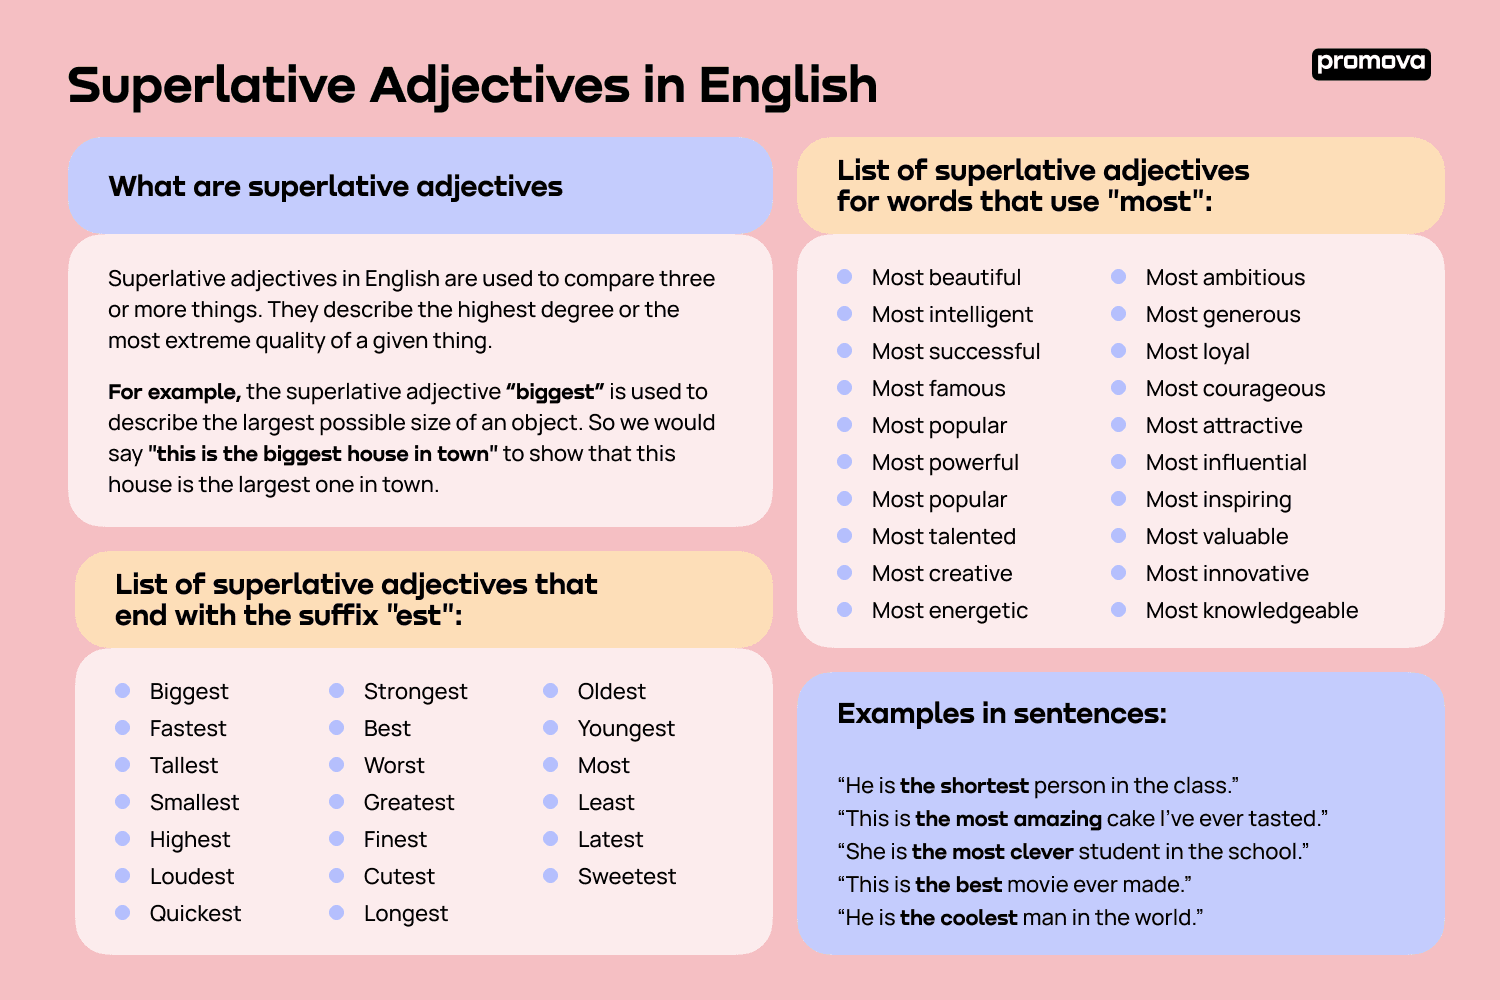 Superlative Adjectives in English
promova
What are superlative adjectives
Superlative adjectives in English are used to compare three
or more things. They describe the highest degree or the
most extreme quality of a given thing.
For example, the superlative adjective “biggest” is used to
describe the largest possible size of an object. So we would
say "this is the biggest house in town" to show that this
house is the largest one in town.
List of superlative adjectives that
end with the suffix "est":
Biggest
Fastest
Tallest
Smallest
Highest
Loudest
Quickest
Strongest
Best
Worst
Greatest
Finest
Cutest
Longest
Oldest
Youngest
Most
Least
Latest
Sweetest
List of superlative adjectives
for words that use "most":
Most beautiful
Most intelligent
Most successful
Most famous
Most popular
Most powerful
Most popular
Most talented
Most creative
Most energetic
Most ambitious
Most generous
Most loyal
Most courageous
Most attractive
Most influential
Most inspiring
Most valuable
Most innovative
Most knowledgeable
Examples in sentences:
“He is the shortest person in the class.”
“This is the most amazing cake I’ve ever tasted.”
“She is the most clever student in the school.”
“This is the best movie ever made.”
“He is the coolest man in the world.”